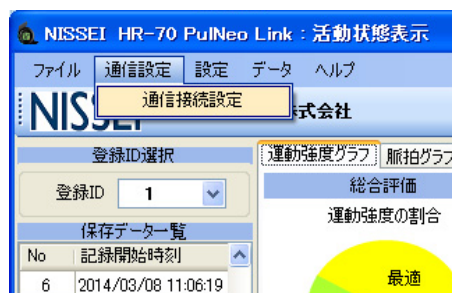 NISSEI HR-70 PulNeo Link : 活動状態表示
ファイル 通信設定 設定 データ ヘルプ
通信接続設定
NIS 株式会社
登録ID選択
運動強度グラフ 脈拍グラフ
登録ID 1
総合評価
運動強度の割合
保存データ一覧
No 記録開始時刻
6 2014/03/08 11:06:19
最適